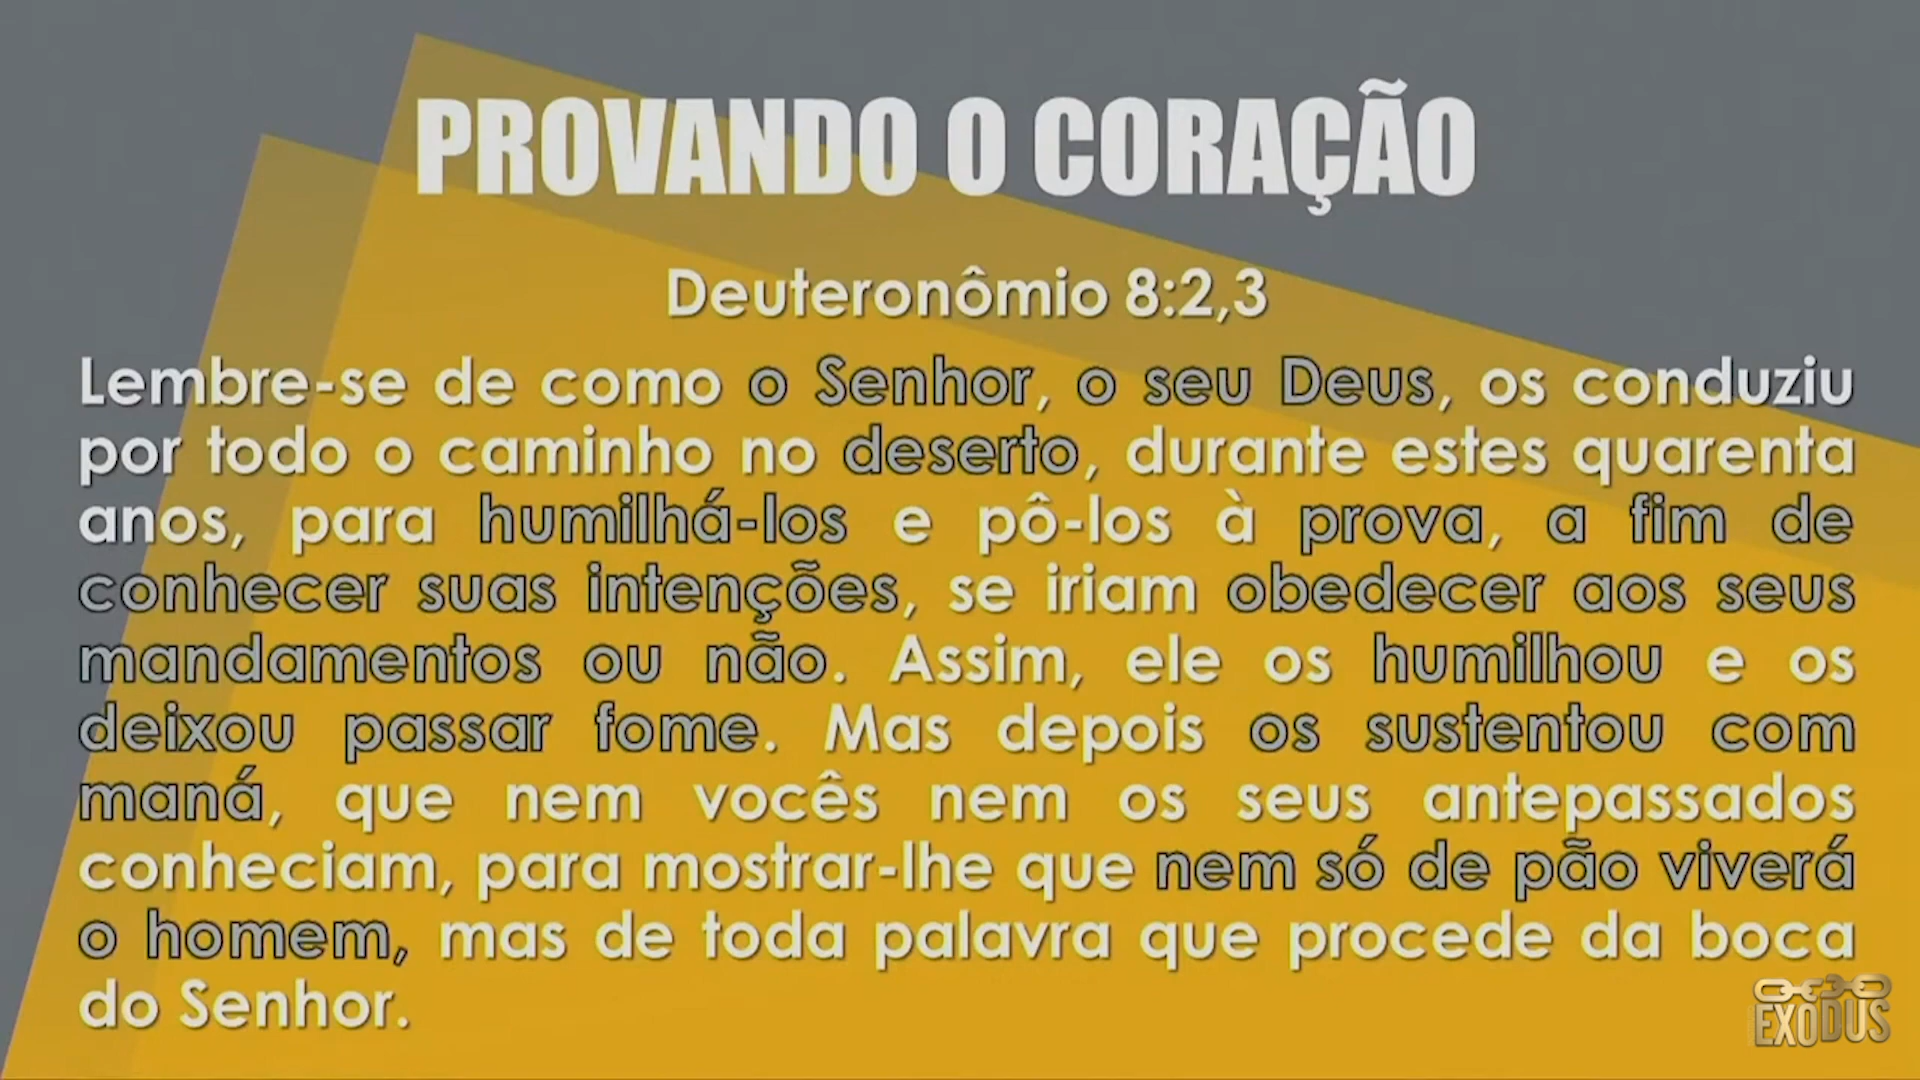 PROVANDO O CORAÇÃO
Deuteronômio 8:2,3
Lembre-se de como o Senhor, o seu Deus, os conduziu
por todo o caminho no deserto, durante estes quarenta
anos, para humilhá-los e pô-los à prova, a fim de
conhecer suas intenções, se iriam obedecer aos seus
mandamentos ou não. Assim, ele os humilhou e os
deixou passar fome. Mas depois os sustentou com
maná, que nem vocês nem os seus antepassados
conheciam, para mostrar-lhe que nem só de pão viverá
o homem, mas de toda palavra que procede da boca
do Senhor.
EXODUS